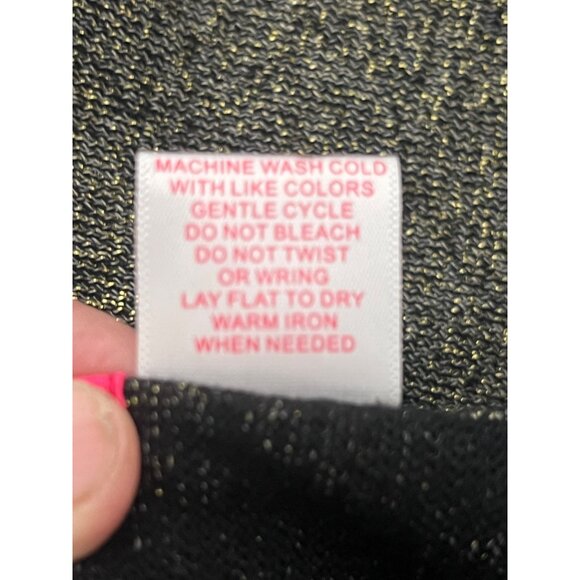 MACHINE WASH COLD
WITH LIKE COLORS
GENTLE CYCLE
DO NOT BLEACH
DO NOT TWIST
OR WRING
LAY FLAT TO DRY
WARM IRON
WHEN NEEDED